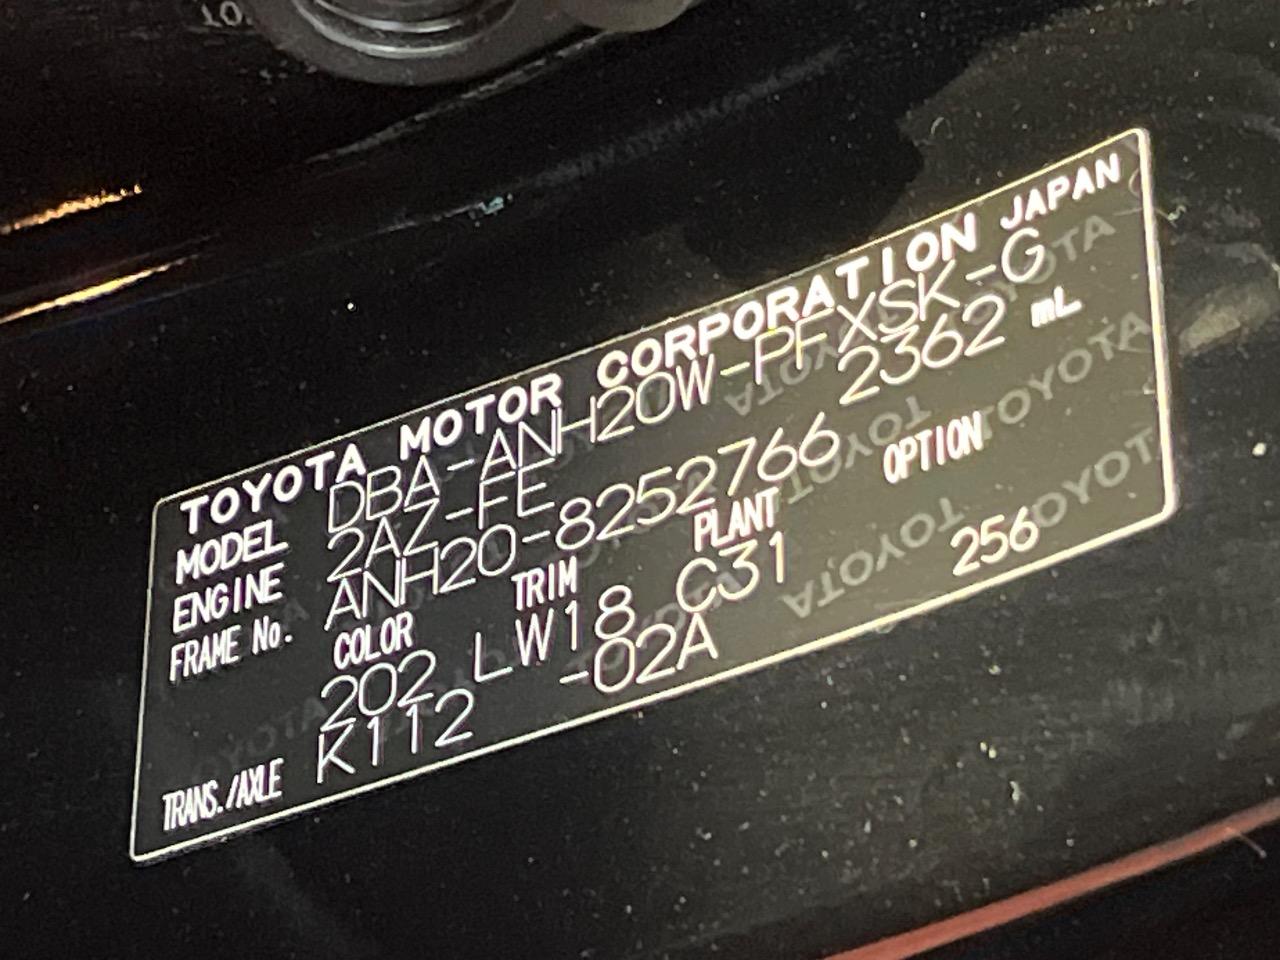 TOYOTA MOTOR CORPORATION JAPAN
MODEL DBA-ANH20W-PFXSK-G
ENGINE 2AZ-FE 2362 mL
FRAME No. ANH20-8252766
COLOR TRIM PLANT OPTION
202 LW18 C31 256
TRANS./AXLE K112 -02A